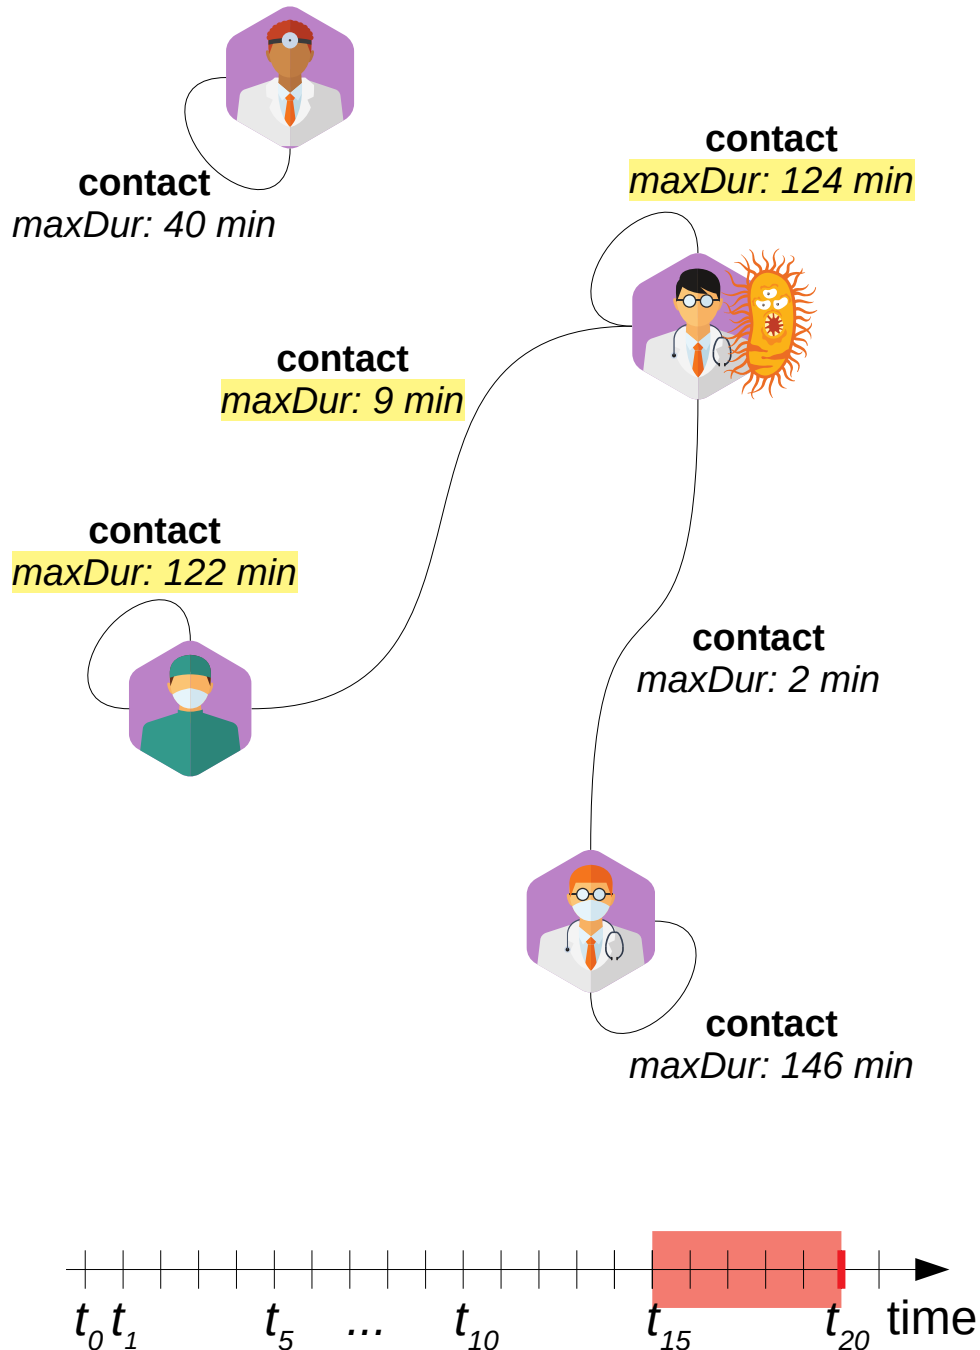 contact
maxDur: 40 min
contact
maxDur: 124 min
contact
maxDur: 9 min
contact
maxDur: 122 min
contact
maxDur: 2 min
contact
maxDur: 146 min
t0 t1 t5 ... t10 t15 t20 time